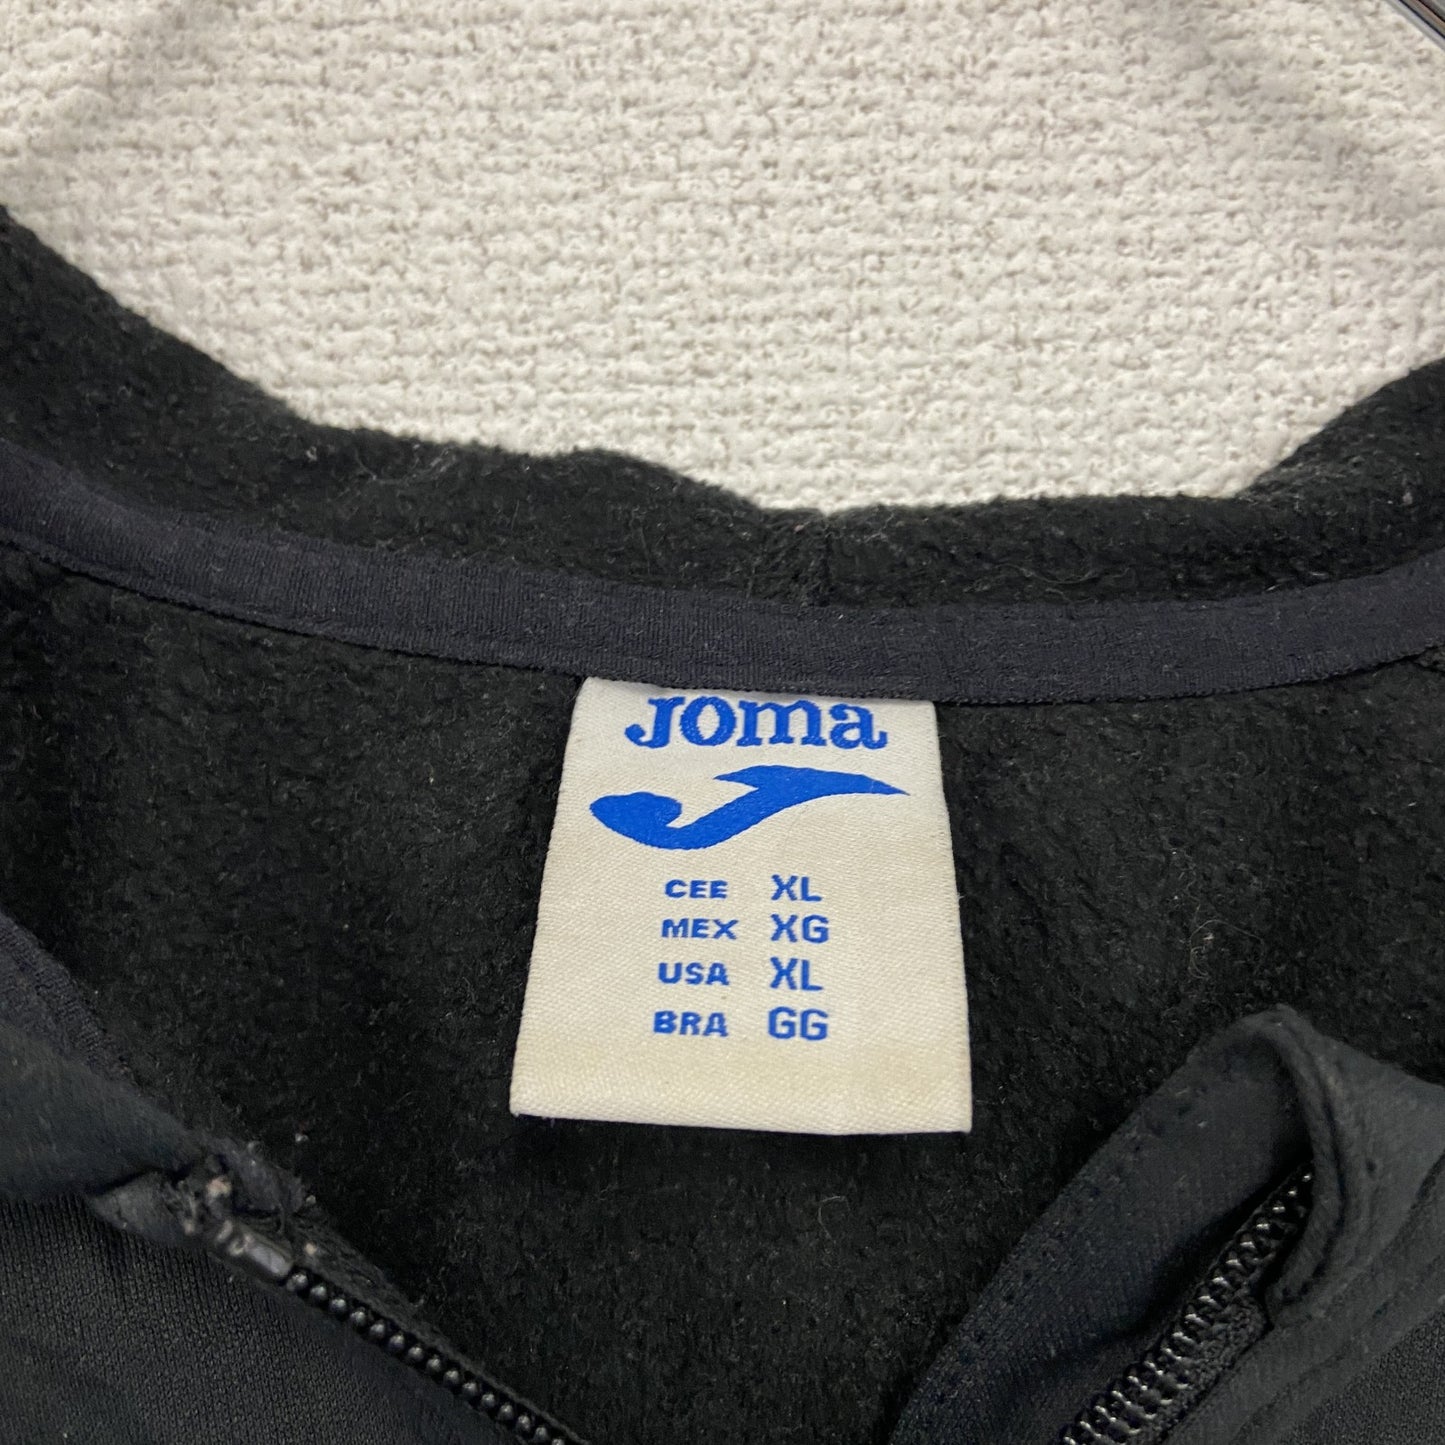 Joma
CEE XL
MEX XG
USA XL
BRA GG